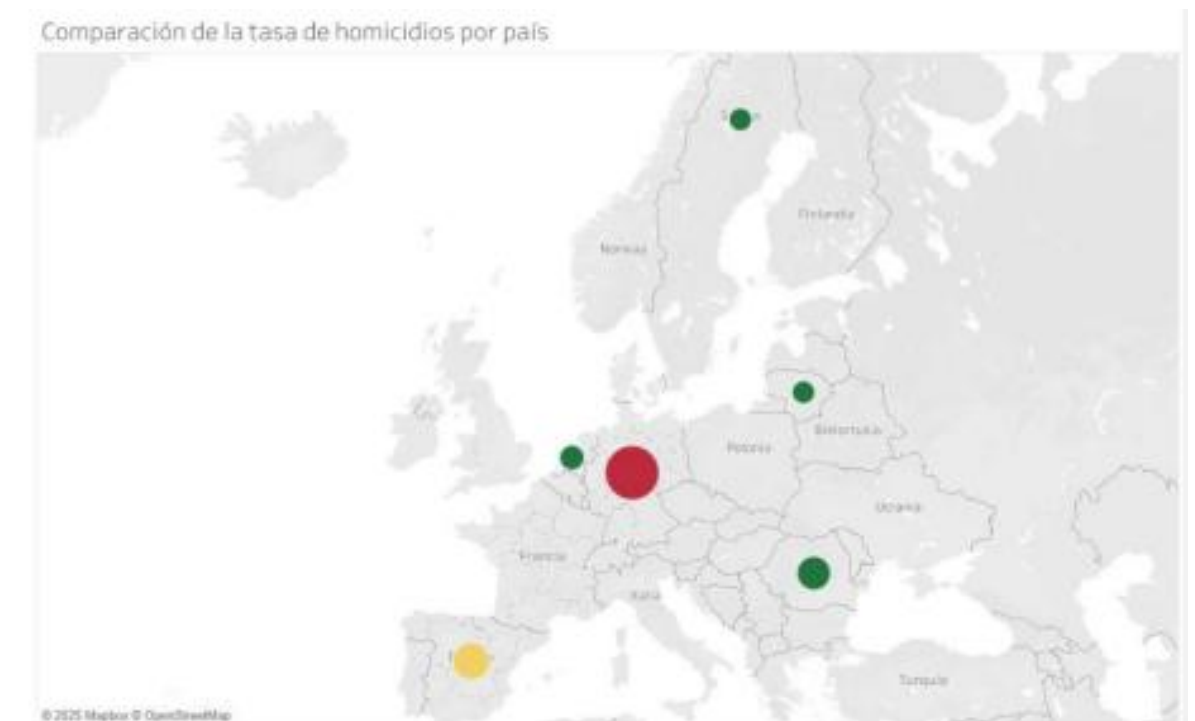 Comparación de la tasa de homicidios por país
Finlandia
Noruega
Bielorrusia
Polonia
Ucrania
Francia
Italia
Turquía
© 2025 Mapbox © OpenStreetMap